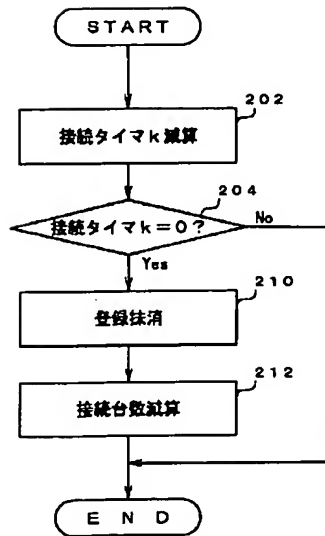 START
202
接続タイマk減算
204
接続タイマk=0?
No
Yes
210
登録抹消
212
接続台数減算
END